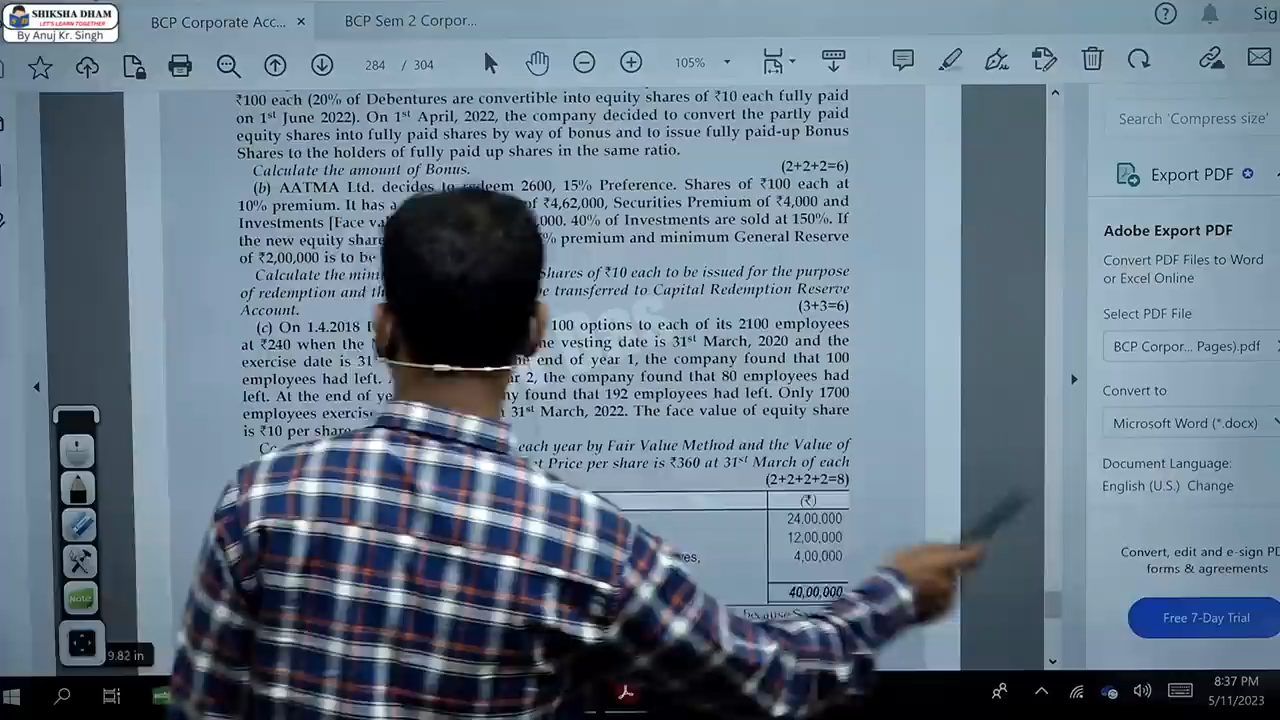 SHIKSHA DHAM
LET'S LEARN TOGETHER
By Anuj Kr. Singh
BCP Corporate Acc... ×
BCP Sem 2 Corpor...
Sig
284 / 304
105%
₹100 each (20% of Debentures are convertible into equity shares of ₹10 each fully paid
on 1st June 2022). On 1st April, 2022, the company decided to convert the partly paid
equity shares into fully paid shares by way of bonus and to issue fully paid-up Bonus
Shares to the holders of fully paid up shares in the same ratio.
Calculate the amount of Bonus. (2+2+2=6)
(b) AATMA Ltd. decides to redeem 2600, 15% Preference. Shares of ₹100 each at
10% premium. It has a of ₹4,62,000, Securities Premium of ₹4,000 and
Investments [Face va ,000. 40% of Investments are sold at 150%. If
the new equity share % premium and minimum General Reserve
of ₹2,00,000 is to be
Calculate the mini Shares of ₹10 each to be issued for the purpose
of redemption and th be transferred to Capital Redemption Reserve
Account. (3+3=6)
(c) On 1.4.2018 100 options to each of its 2100 employees
at ₹240 when the vesting date is 31st March, 2020 and the
exercise date is 31 end of year 1, the company found that 100
employees had left. r 2, the company found that 80 employees had
left. At the end of ye ny found that 192 employees had left. Only 1700
employees exercis 31st March, 2022. The face value of equity share
is ₹10 per share
Co each year by Fair Value Method and the Value of
t Price per share is ₹360 at 31st March of each
(2+2+2+2=8)
(₹)
24,00,000
12,00,000
es, 4,00,000
40,00,000
because
Search 'Compress size'
Export PDF
Adobe Export PDF
Convert PDF Files to Word
or Excel Online
Select PDF File
BCP Corpor... Pages).pdf
Convert to
Microsoft Word (*.docx)
Document Language:
English (U.S.) Change
Convert, edit and e-sign PD
forms & agreements
Free 7-Day Trial
Note
9.82 in
8:37 PM
5/11/2023